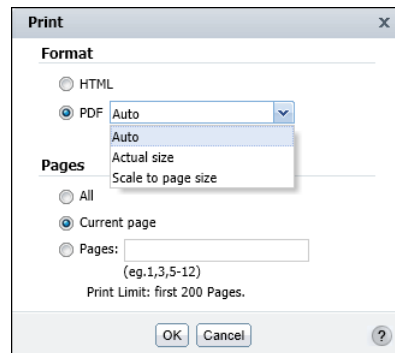 Print x
Format
HTML
PDF Auto
Auto
Actual size
Scale to page size
Pages
All
Current page
Pages:
(eg.1,3,5-12)
Print Limit: first 200 Pages.
OK Cancel ?